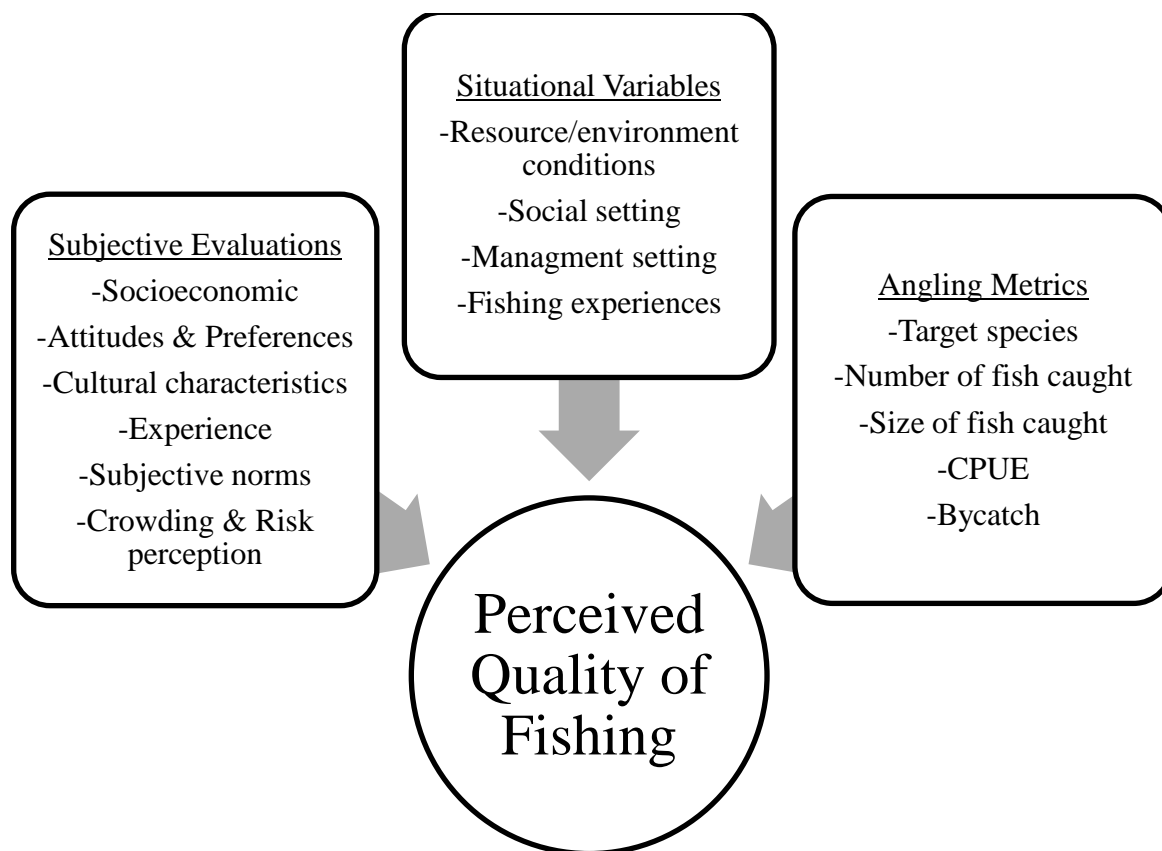 Situational Variables
-Resource/environment
conditions
-Social setting
-Managment setting
-Fishing experiences
Subjective Evaluations
-Socioeconomic
-Attitudes & Preferences
-Cultural characteristics
-Experience
-Subjective norms
-Crowding & Risk
perception
Angling Metrics
-Target species
-Number of fish caught
-Size of fish caught
-CPUE
-Bycatch
Perceived
Quality of
Fishing